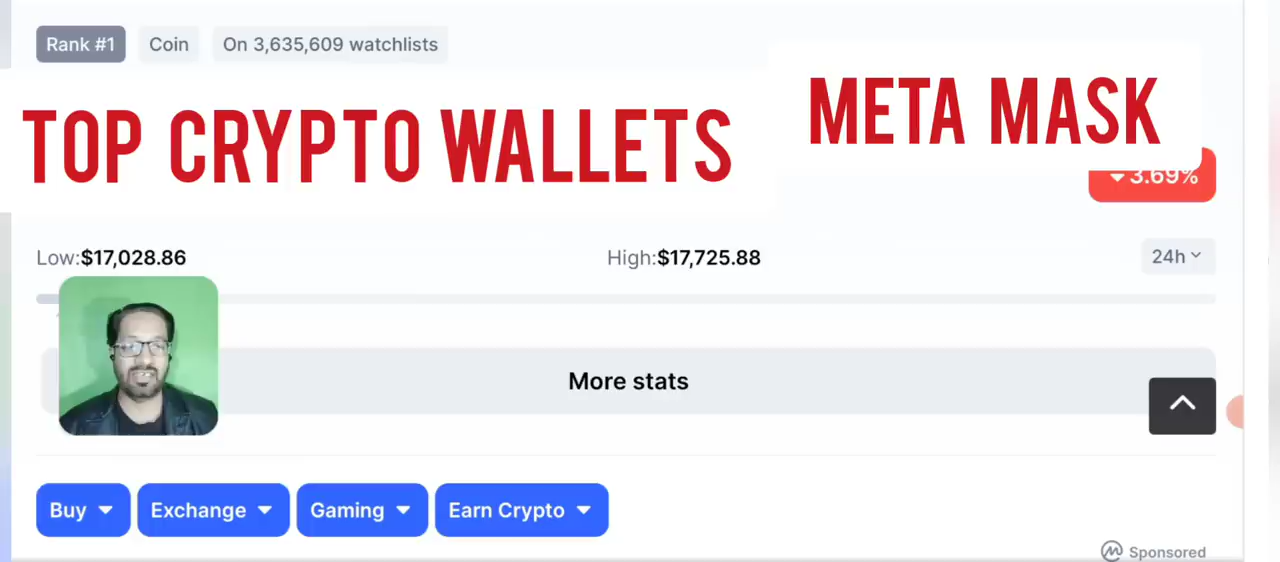 Rank #1 Coin On 3,635,609 watchlists
TOP CRYPTO WALLETS
META MASK
3.69%
Low:$17,028.86 High:$17,725.88 24h
More stats
Buy Exchange Gaming Earn Crypto
Sponsored